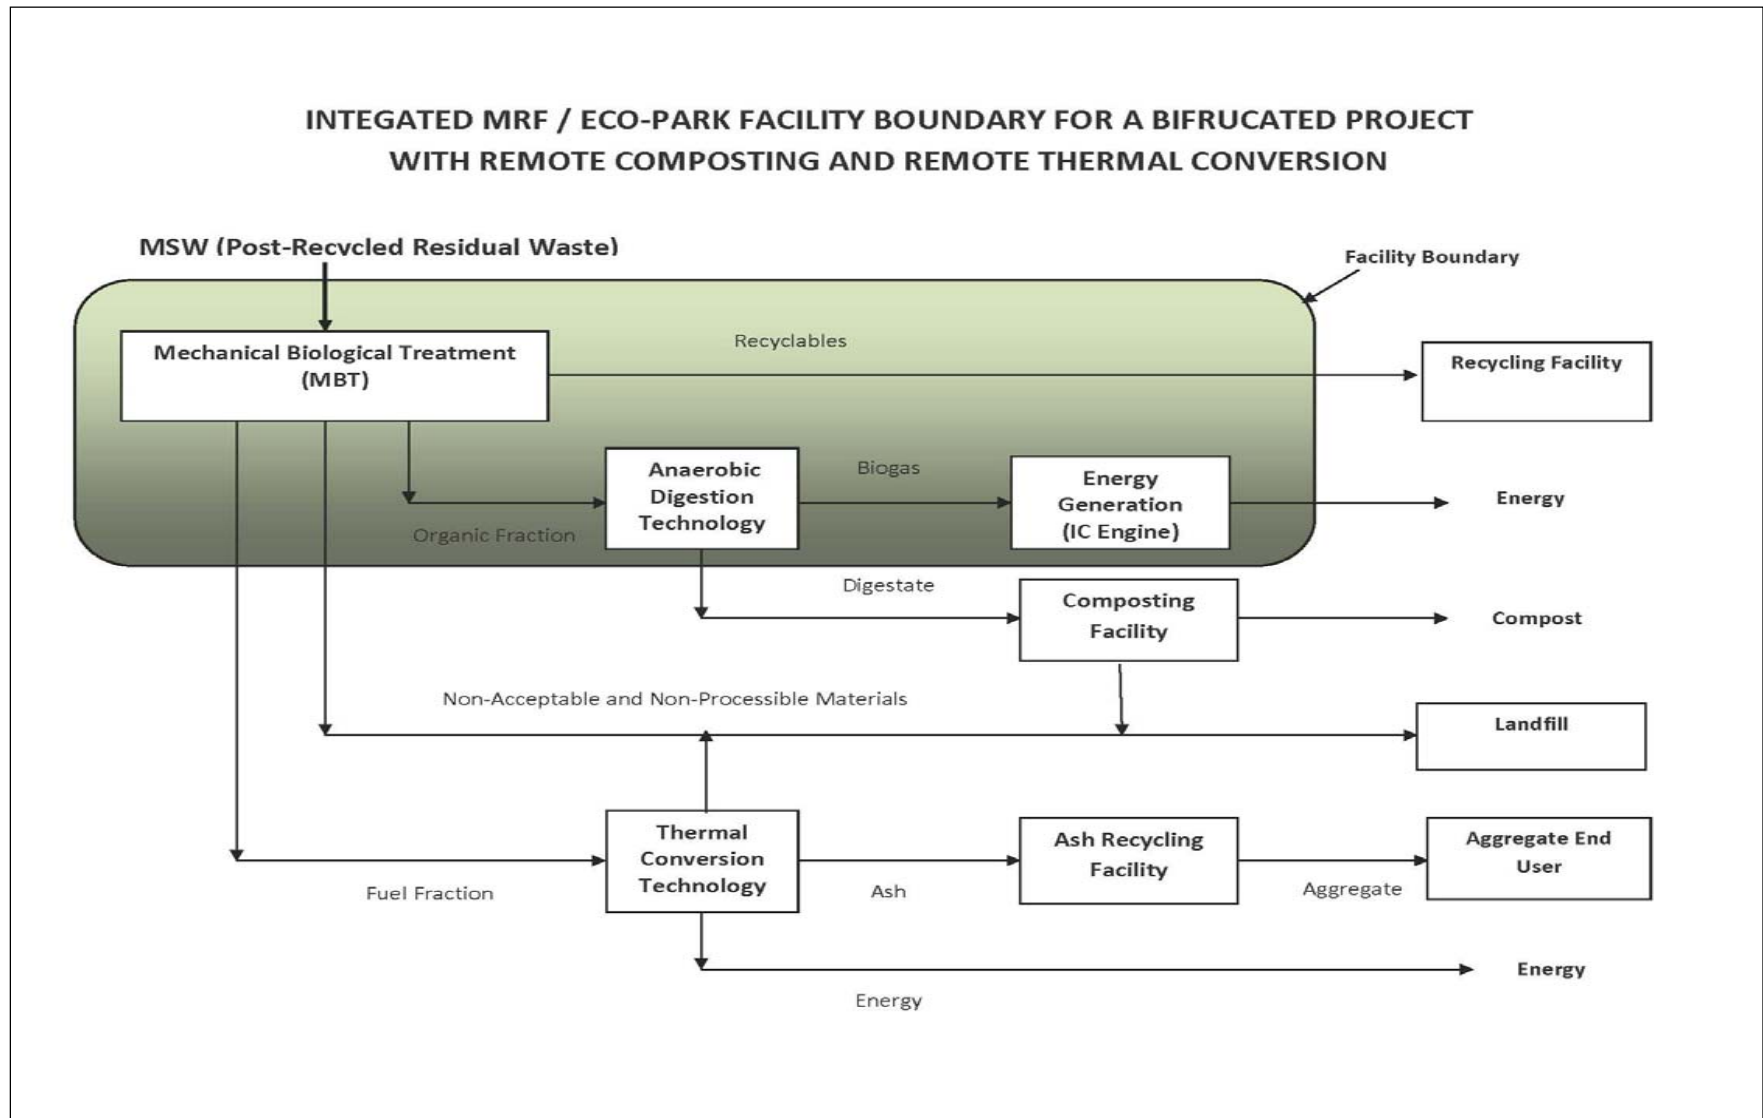 INTEGATED MRF / ECO-PARK FACILITY BOUNDARY FOR A BIFRUCATED PROJECT
WITH REMOTE COMPOSTING AND REMOTE THERMAL CONVERSION
MSW (Post-Recycled Residual Waste)
Facility Boundary
Mechanical Biological Treatment
(MBT)
Recyclables
Recycling Facility
Anaerobic
Digestion
Technology
Biogas
Energy
Generation
(IC Engine)
Energy
Organic Fraction
Digestate
Composting
Facility
Compost
Non-Acceptable and Non-Processible Materials
Landfill
Thermal
Conversion
Technology
Ash Recycling
Facility
Aggregate End
User
Fuel Fraction
Ash
Aggregate
Energy
Energy